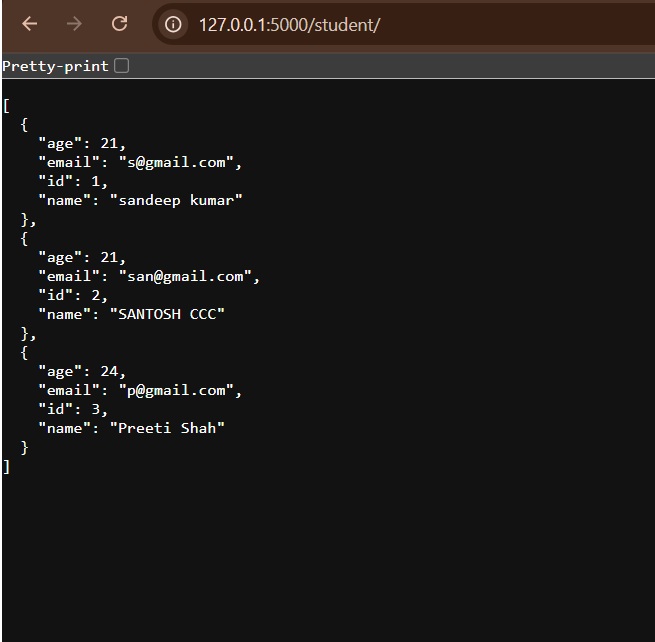 127.0.0.1:5000/student/
Pretty-print
[
  {
    "age": 21,
    "email": "s@gmail.com",
    "id": 1,
    "name": "sandeep kumar"
  },
  {
    "age": 21,
    "email": "san@gmail.com",
    "id": 2,
    "name": "SANTOSH CCC"
  },
  {
    "age": 24,
    "email": "p@gmail.com",
    "id": 3,
    "name": "Preeti Shah"
  }
]